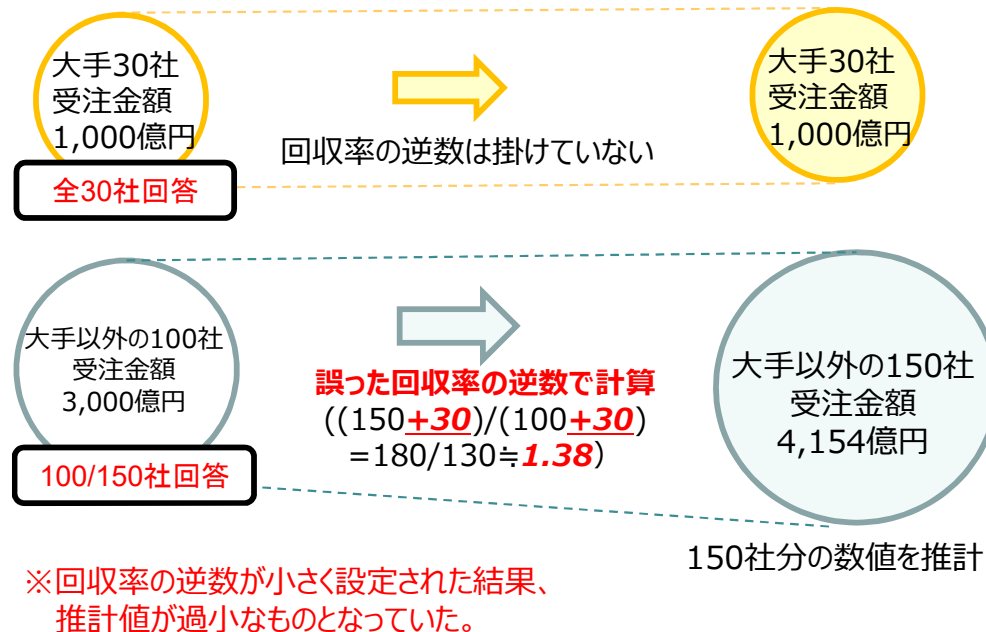 大手30社
受注金額
1,000億円
全30社回答
回収率の逆数は掛けていない
大手30社
受注金額
1,000億円
大手以外の100社
受注金額
3,000億円
100/150社回答
誤った回収率の逆数で計算
((150+30)/(100+30)
=180/130≒1.38)
大手以外の150社
受注金額
4,154億円
150社分の数値を推計
※回収率の逆数が小さく設定された結果、
推計値が過小なものとなっていた。